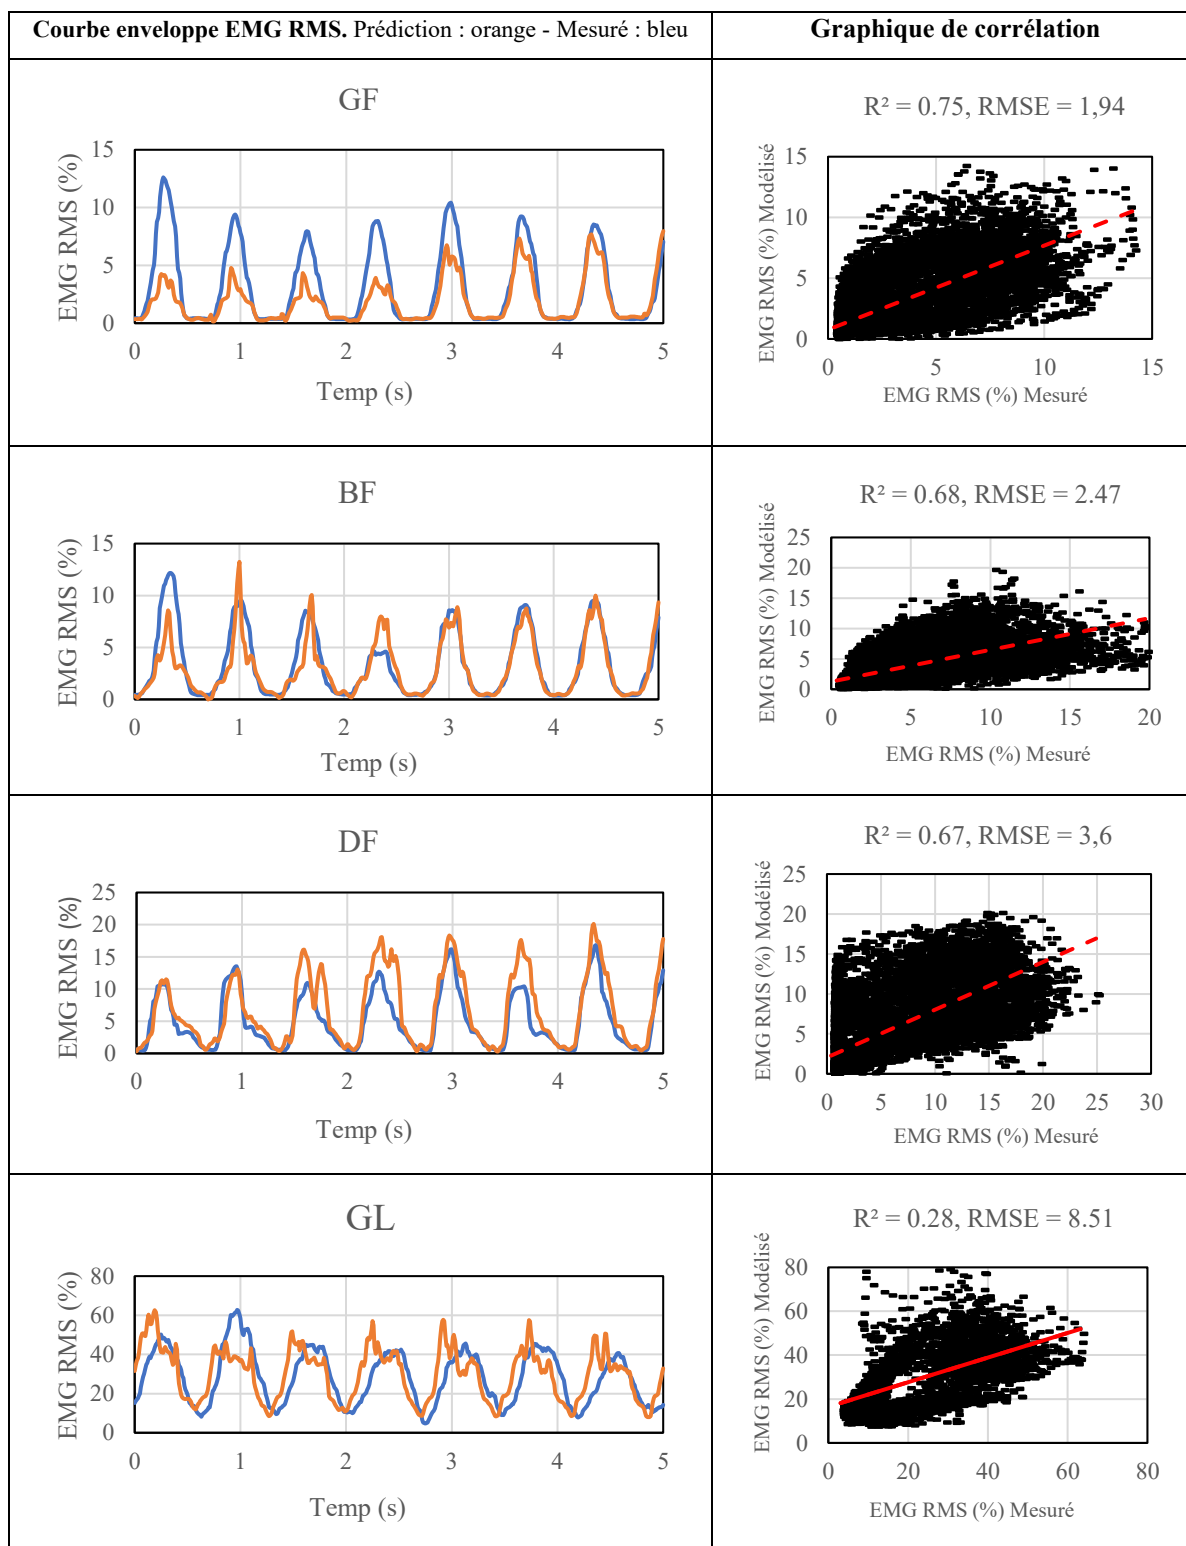 Courbe enveloppe EMG RMS. Prédiction : orange - Mesuré : bleu
Graphique de corrélation
GF
EMG RMS (%)
15
10
5
0
0 1 2 3 4 5
Temp (s)
R² = 0.75, RMSE = 1,94
EMG RMS (%) Modélisé
15
10
5
0
0 5 10 15
EMG RMS (%) Mesuré
BF
EMG RMS (%)
15
10
5
0
0 1 2 3 4 5
Temp (s)
R² = 0.68, RMSE = 2.47
EMG RMS (%) Modélisé
25
20
15
10
5
0
0 5 10 15 20
EMG RMS (%) Mesuré
DF
EMG RMS (%)
25
20
15
10
5
0
0 1 2 3 4 5
Temp (s)
R² = 0.67, RMSE = 3,6
EMG RMS (%) Modélisé
25
20
15
10
5
0
0 5 10 15 20 25 30
EMG RMS (%) Mesuré
GL
EMG RMS (%)
80
60
40
20
0
0 1 2 3 4 5
Temp (s)
R² = 0.28, RMSE = 8.51
EMG RMS (%) Modélisé
80
60
40
20
0
0 20 40 60 80
EMG RMS (%) Mesuré